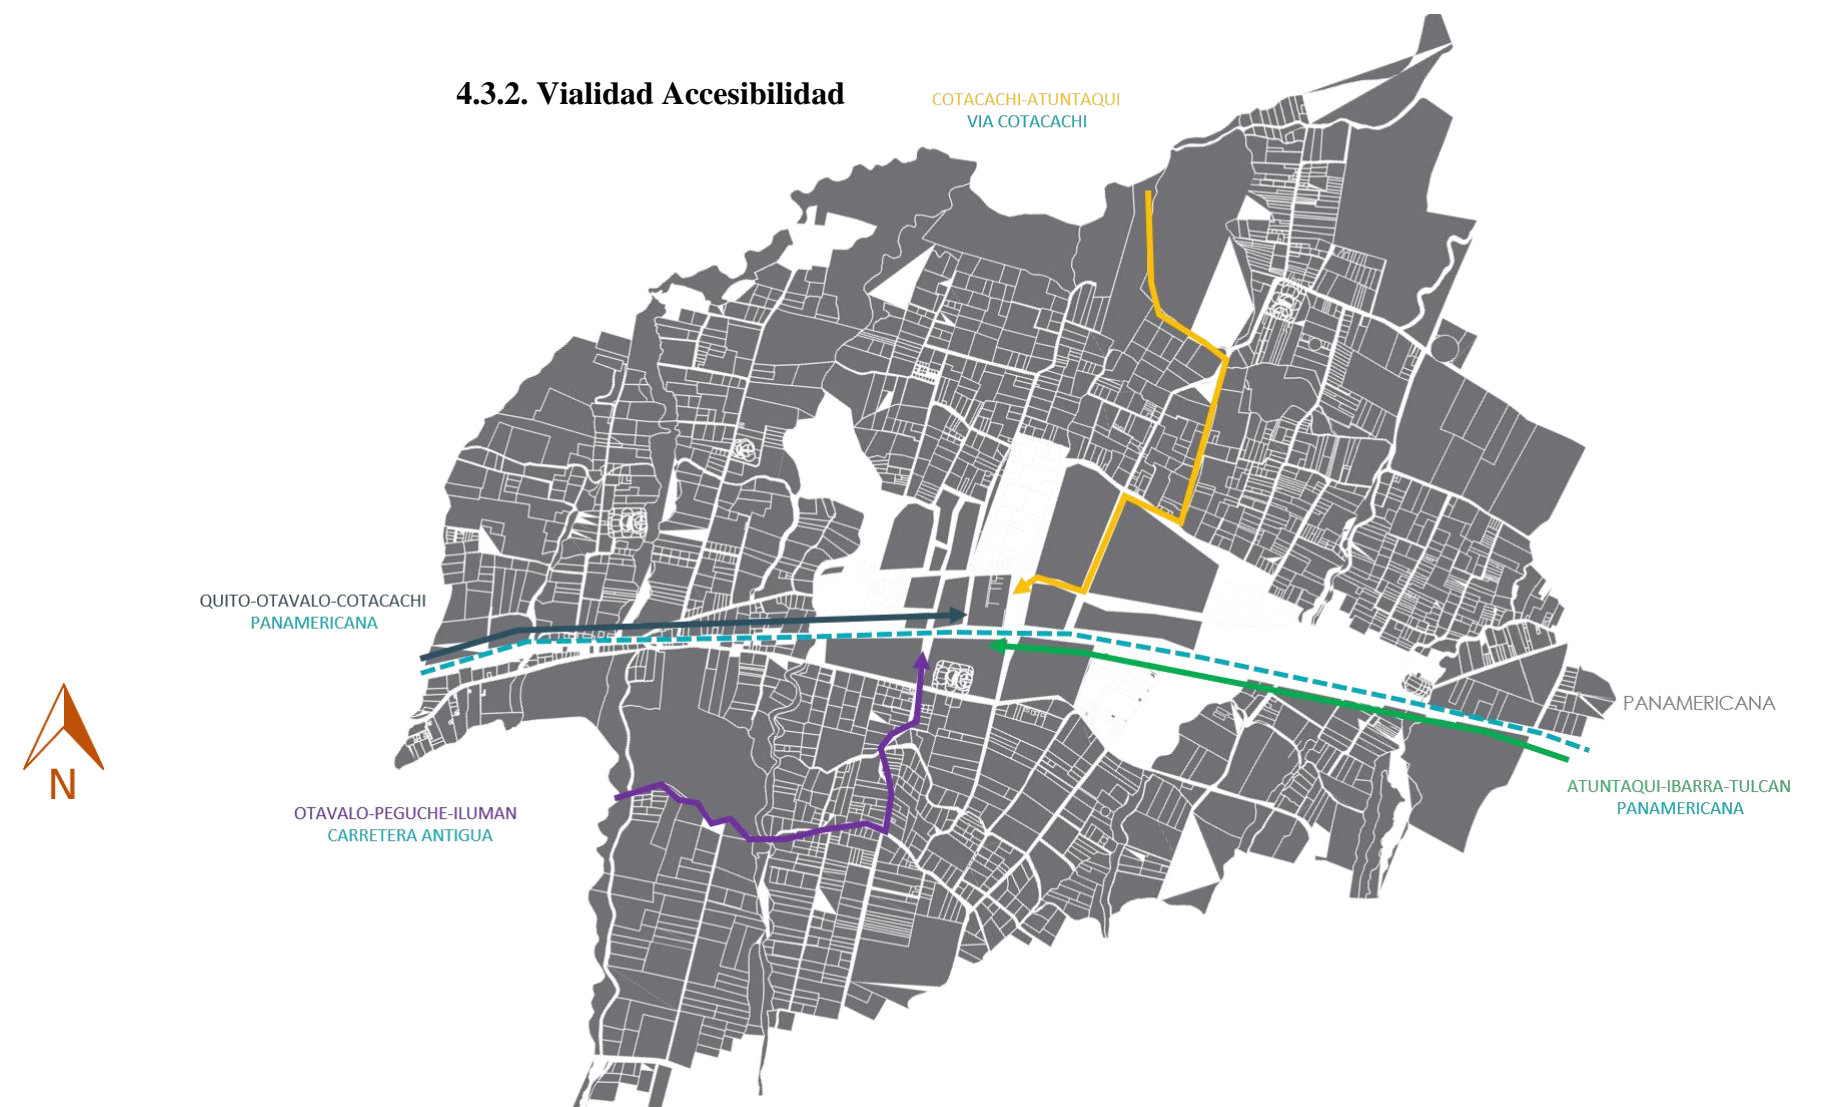 4.3.2. Vialidad Accesibilidad
COTACACHI-ATUNTAQUI
VIA COTACACHI
QUITO-OTAVALO-COTACACHI
PANAMERICANA
PANAMERICANA
N
OTAVALO-PEGUCHE-ILUMAN
CARRETERA ANTIGUA
ATUNTAQUI-IBARRA-TULCAN
PANAMERICANA